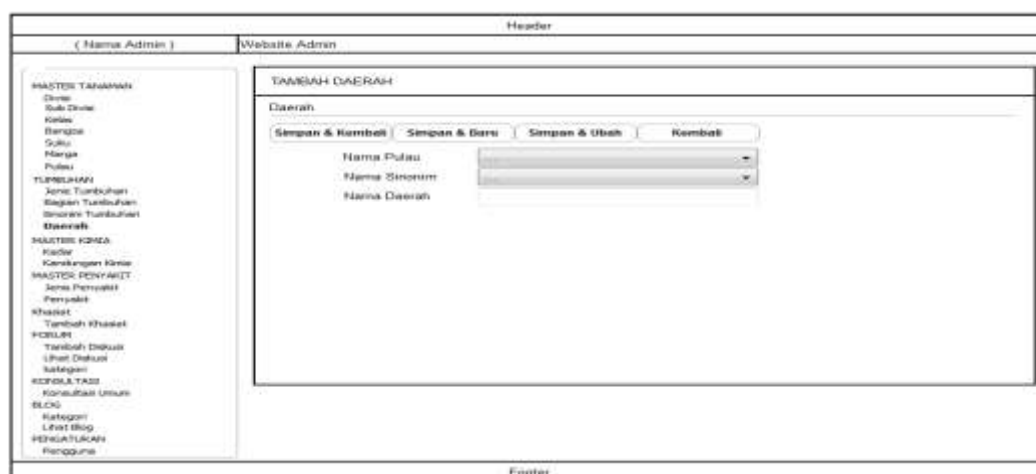 Header
( Nama Admin )
Website Admin
MASTER TANAMAN
Divisi
Sub Divisi
Kelas
Bangsa
Suku
Marga
Pulau
TUMBUHAN
Jenis Tumbuhan
Bagian Tumbuhan
Sinonim Tumbuhan
Daerah
MASTER KIMIA
Kadar
Kandungan Kimia
MASTER PENYAKIT
Jenis Penyakit
Penyakit
Khasiat
Tambah Khasiat
FORUM
Tambah Diskusi
Lihat Diskusi
kategori
KONSULTASI
Konsultasi Umum
BLOG
Kategori
Lihat Blog
PENGATURAN
Pengguna
TAMBAH DAERAH
Daerah
Simpan & Kembali Simpan & Baru Simpan & Ubah Kembali
Nama Pulau ....
Nama Sinonim ....
Nama Daerah
Footer